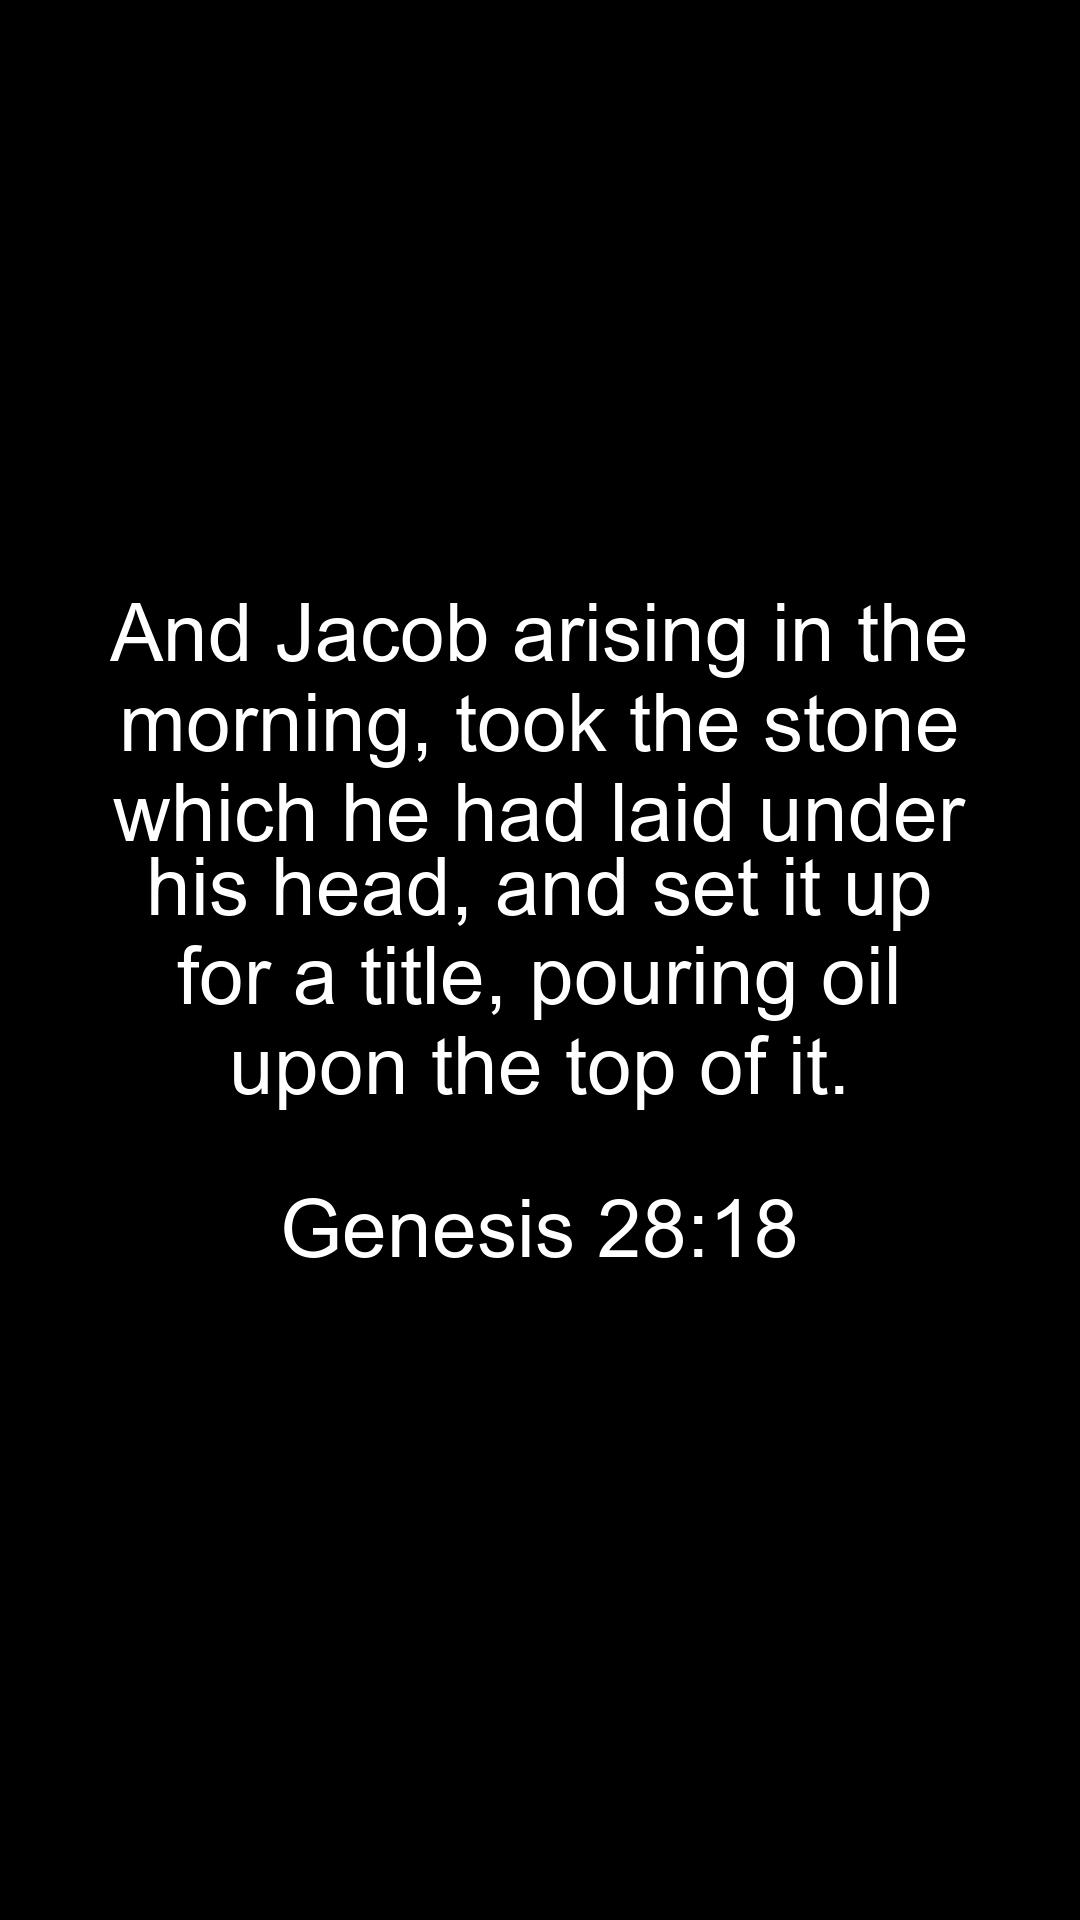 And Jacob arising in the
morning, took the stone
which he had laid under
his head, and set it up
for a title, pouring oil
upon the top of it.
Genesis 28:18